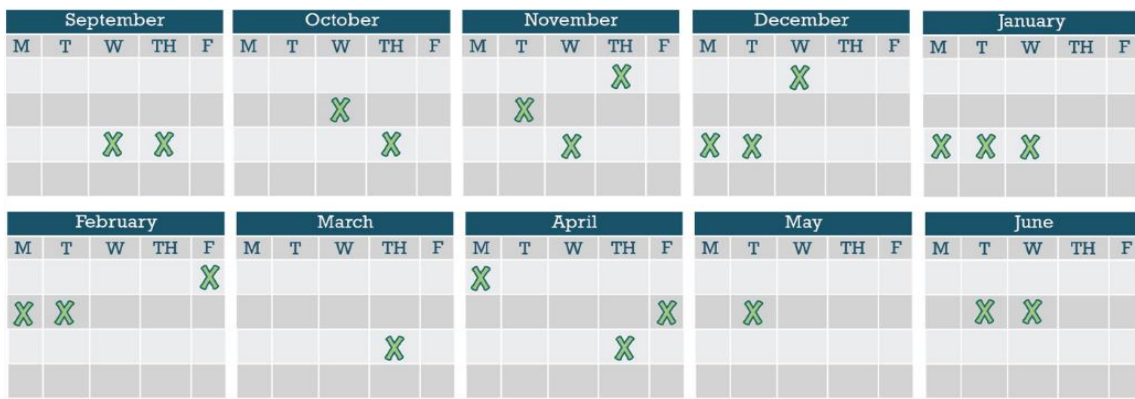 September October November December January
M T W TH F M T W TH F M T W TH F M T W TH F M T W TH F
X
X
X
X
X
X X
X
X
X X
X X X
February March April May June
M T W TH F M T W TH F M T W TH F M T W TH F M T W TH F
X
X
X X
X
X
X X
X
X